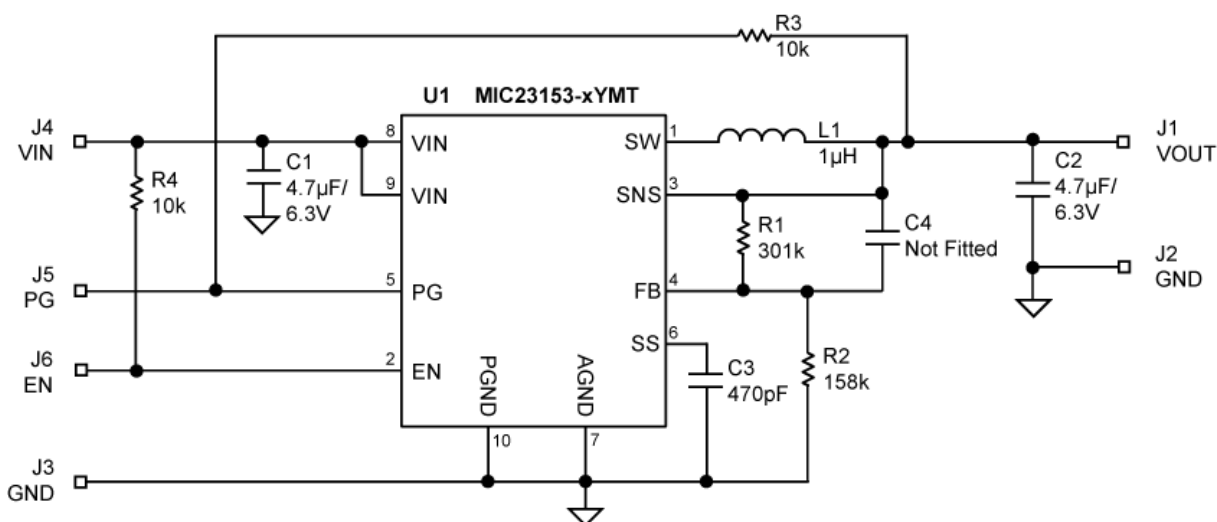 R3
10k
U1 MIC23153-xYMT
J4
VIN
8
VIN
SW
1
L1
1µH
J1
VOUT
C1
4.7µF/
6.3V
R4
10k
9
VIN
SNS
3
C2
4.7µF/
6.3V
R1
301k
C4
Not Fitted
J5
PG
5
PG
FB
4
J2
GND
SS
6
J6
EN
2
EN
PGND
AGND
C3
470pF
R2
158k
10
7
J3
GND